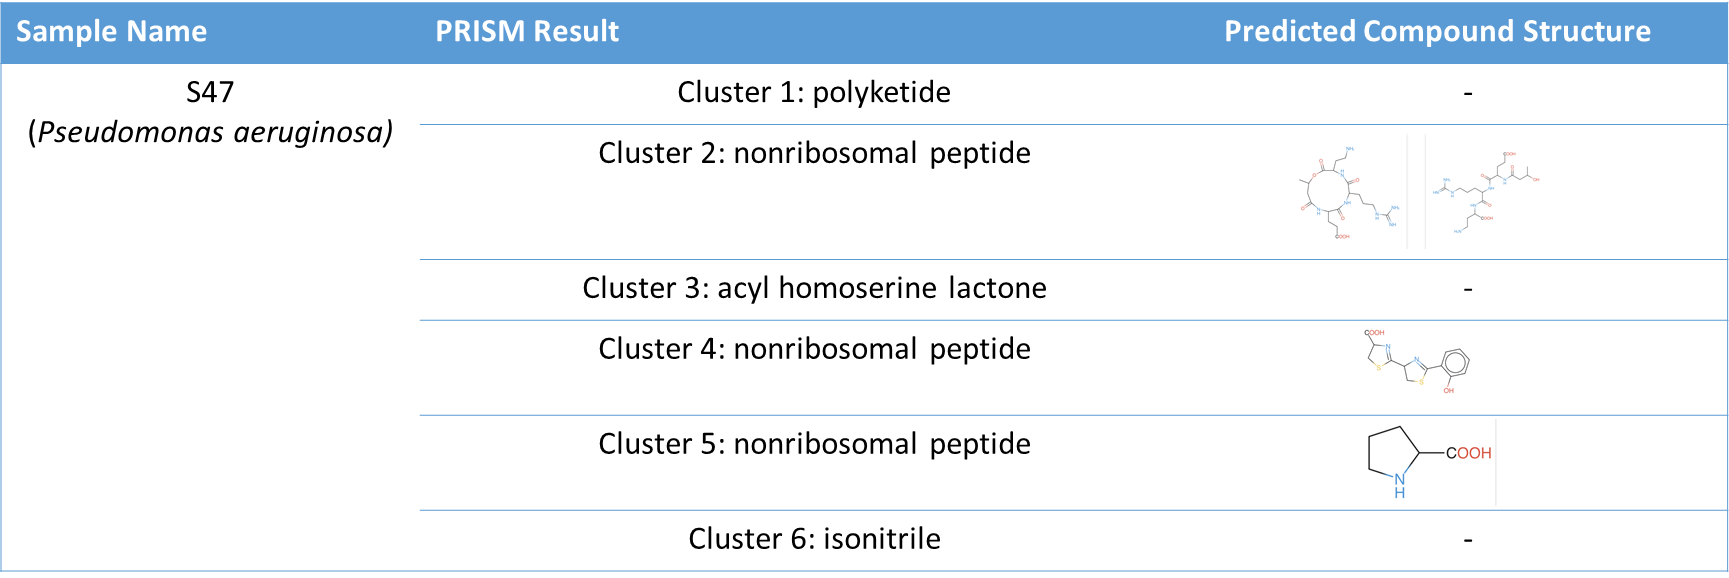 Sample Name PRISM Result Predicted Compound Structure
S47 Cluster 1: polyketide -
(Pseudomonas aeruginosa)
Cluster 2: nonribosomal peptide
Cluster 3: acyl homoserine lactone -
Cluster 4: nonribosomal peptide
COOH
N
S
N
S
OH
Cluster 5: nonribosomal peptide
COOH
N
H
Cluster 6: isonitrile -